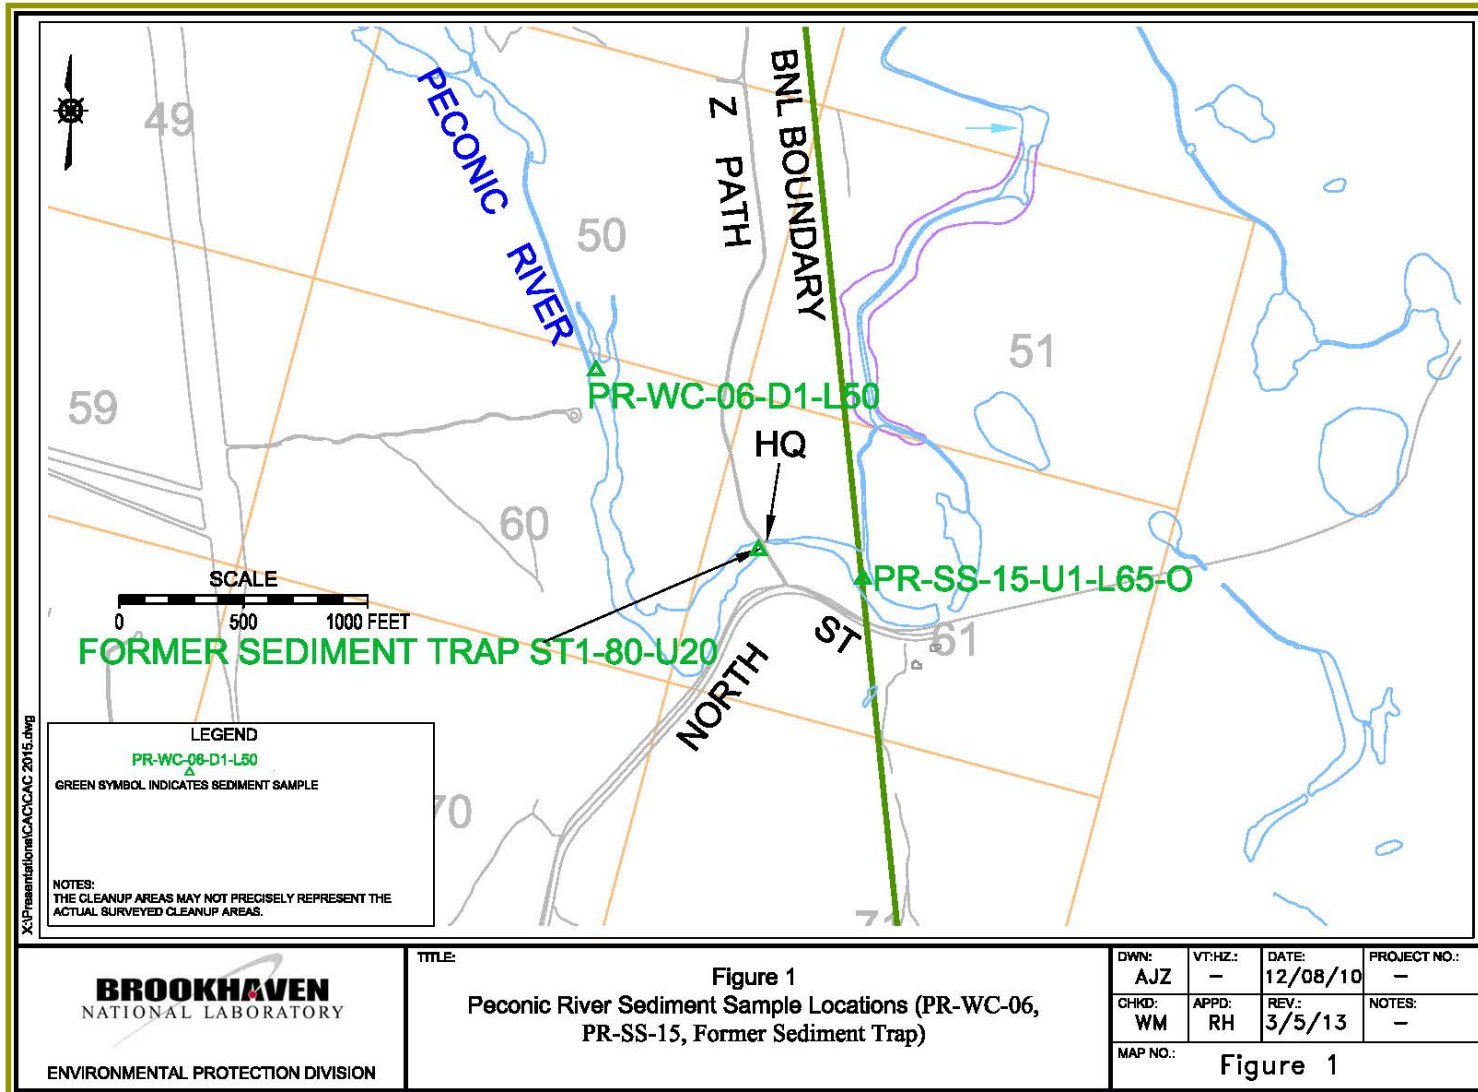 49
PECONIC RIVER
Z PATH
BNL BOUNDARY
50
51
PR-WC-06-D1-L50
59
HQ
60
SCALE
0 500 1000 FEET
PR-SS-15-U1-L65-O
FORMER SEDIMENT TRAP ST1-80-U20
NORTH ST
61
70
71
LEGEND
PR-WC-06-D1-L50
GREEN SYMBOL INDICATES SEDIMENT SAMPLE
NOTES:
THE CLEANUP AREAS MAY NOT PRECISELY REPRESENT THE
ACTUAL SURVEYED CLEANUP AREAS.
X:\Presentations\CAC\CAC 2015.dwg
BROOKHAVEN
NATIONAL LABORATORY
ENVIRONMENTAL PROTECTION DIVISION
TITLE:
Figure 1
Peconic River Sediment Sample Locations (PR-WC-06,
PR-SS-15, Former Sediment Trap)
DWN: VT:HZ.: DATE: PROJECT NO.:
AJZ – 12/08/10 –
CHKD: APPD: REV.: NOTES:
WM RH 3/5/13 –
MAP NO.: Figure 1